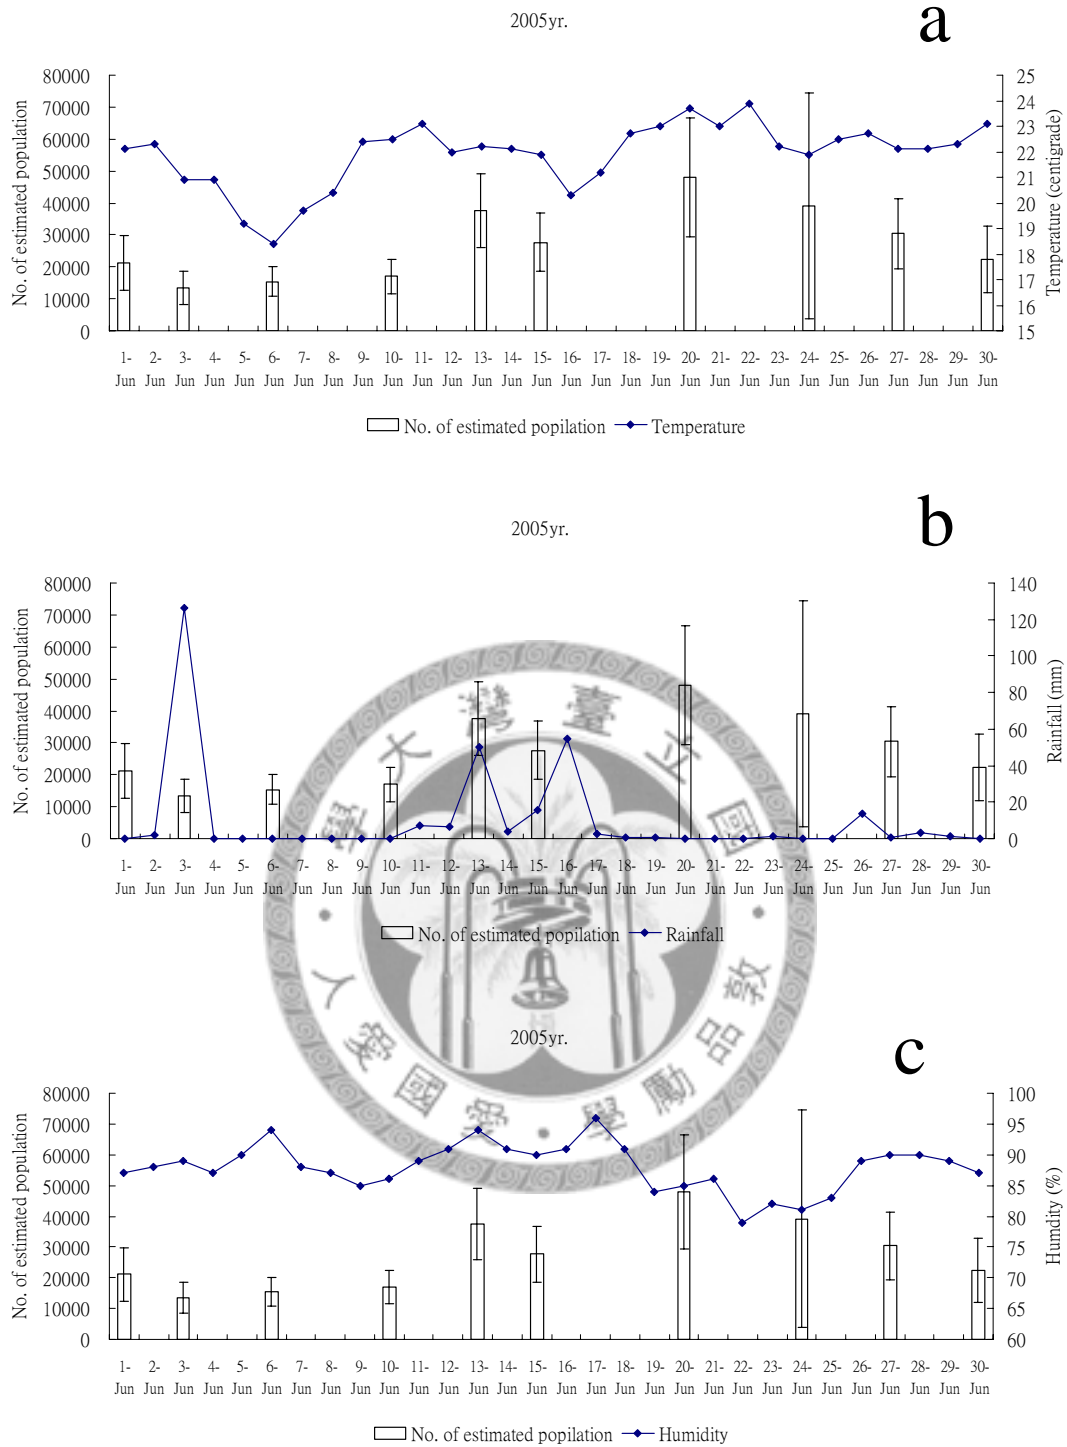 2005yr.
a
No. of estimated population
80000
70000
60000
50000
40000
30000
20000
10000
0
25
24
23
22
21
20
19
18
17
16
15
Temperature (centigrade)
1- 2- 3- 4- 5- 6- 7- 8- 9- 10- 11- 12- 13- 14- 15- 16- 17- 18- 19- 20- 21- 22- 23- 24- 25- 26- 27- 28- 29- 30-
Jun Jun Jun Jun Jun Jun Jun Jun Jun Jun Jun Jun Jun Jun Jun Jun Jun Jun Jun Jun Jun Jun Jun Jun Jun Jun Jun Jun Jun Jun
No. of estimated popilation Temperature
2005yr.
b
No. of estimated population
80000
70000
60000
50000
40000
30000
20000
10000
0
140
120
100
80
60
40
20
0
Rainfall (mm)
1- 2- 3- 4- 5- 6- 7- 8- 9- 10- 11- 12- 13- 14- 15- 16- 17- 18- 19- 20- 21- 22- 23- 24- 25- 26- 27- 28- 29- 30-
Jun Jun Jun Jun Jun Jun Jun Jun Jun Jun Jun Jun Jun Jun Jun Jun Jun Jun Jun Jun Jun Jun Jun Jun Jun Jun Jun Jun Jun Jun
No. of estimated popilation Rainfall
國立臺灣大學
敦品勵學 愛國愛人
2005yr.
c
No. of estimated population
80000
70000
60000
50000
40000
30000
20000
10000
0
100
95
90
85
80
75
70
65
60
Humdity (%)
1- 2- 3- 4- 5- 6- 7- 8- 9- 10- 11- 12- 13- 14- 15- 16- 17- 18- 19- 20- 21- 22- 23- 24- 25- 26- 27- 28- 29- 30-
Jun Jun Jun Jun Jun Jun Jun Jun Jun Jun Jun Jun Jun Jun Jun Jun Jun Jun Jun Jun Jun Jun Jun Jun Jun Jun Jun Jun Jun Jun
No. of estimated popilation Humidity